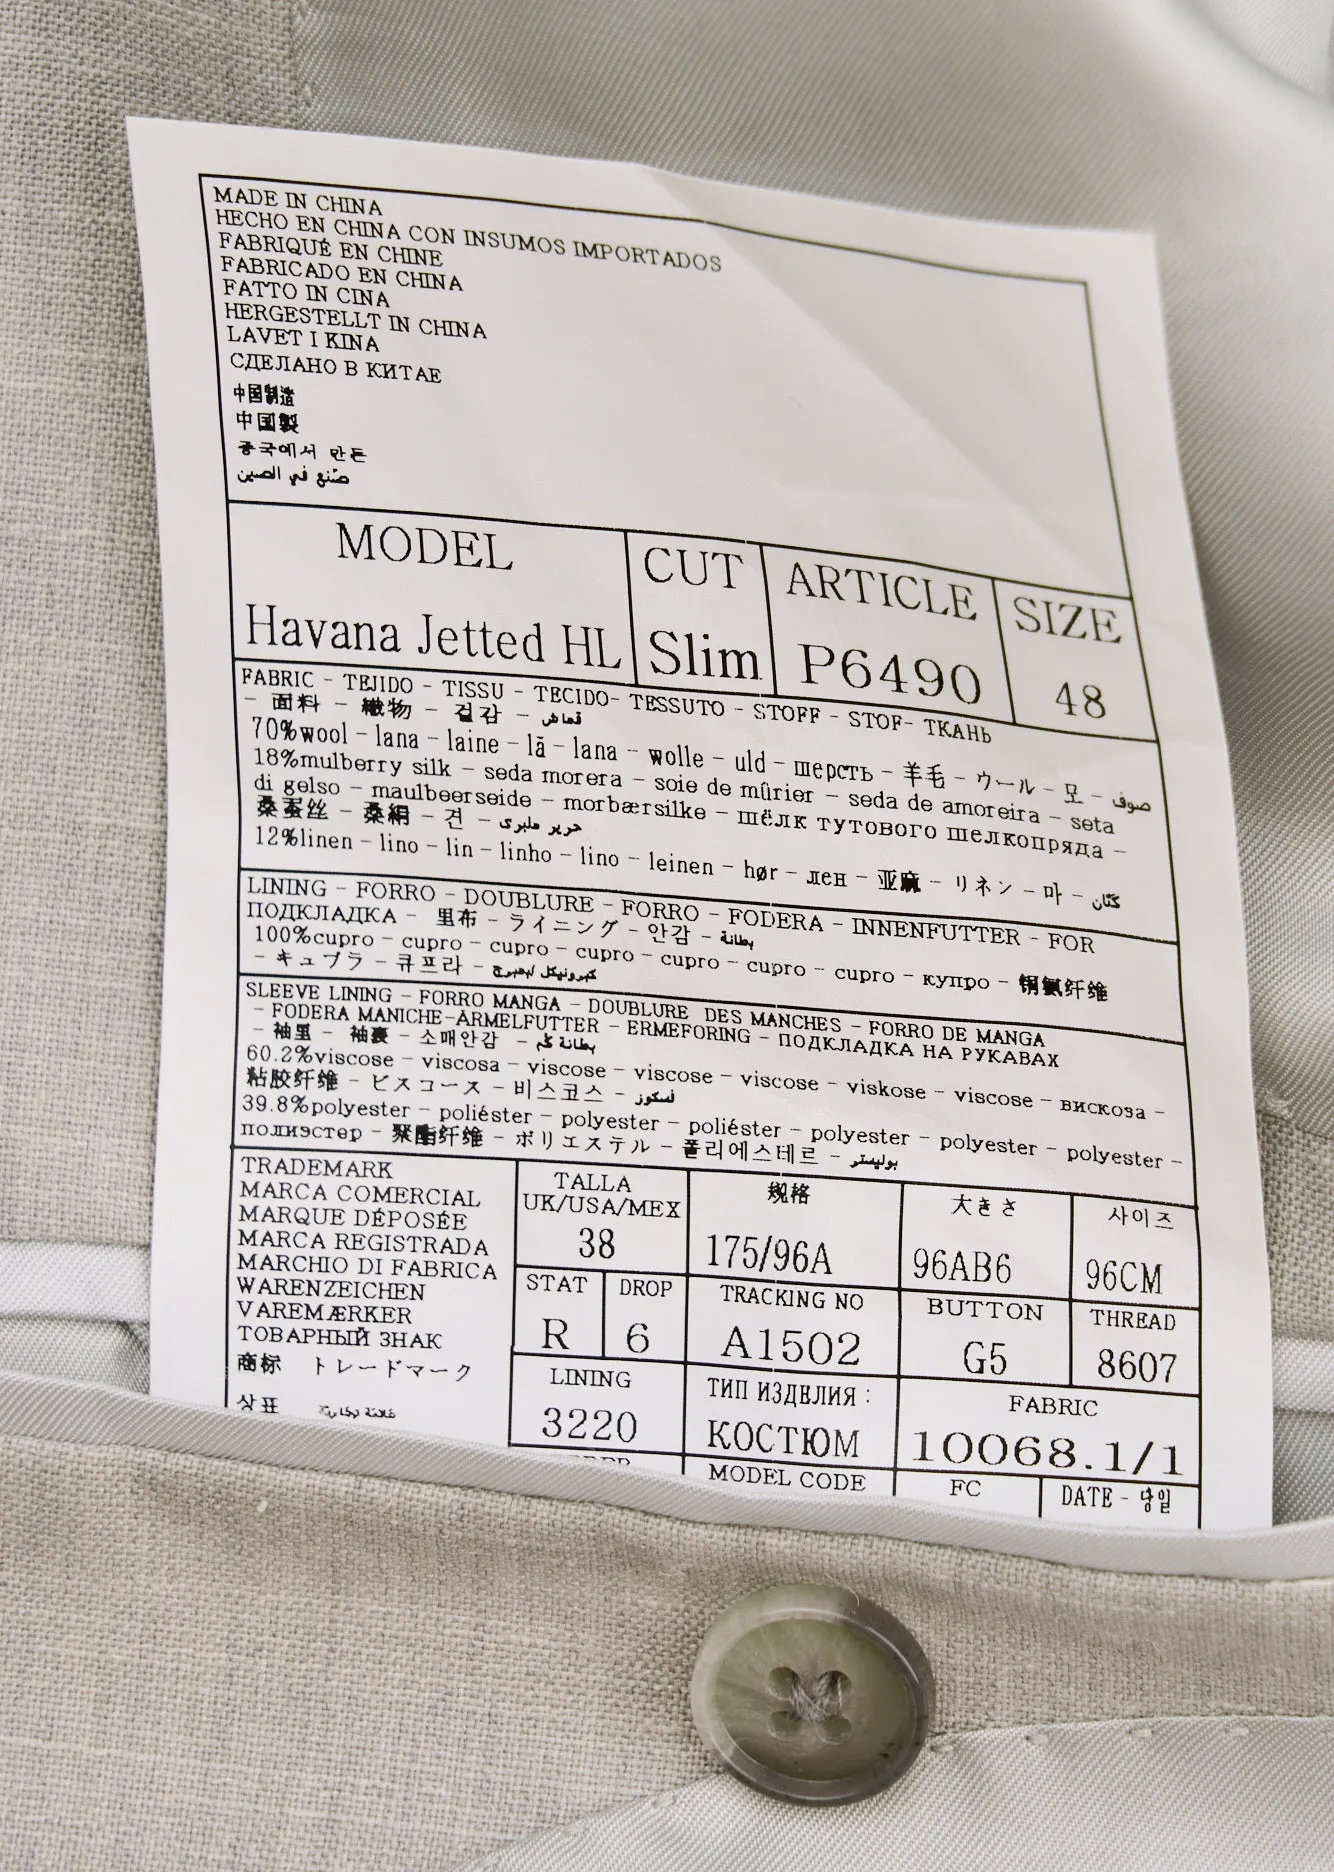 MADE IN CHINA
HECHO EN CHINA CON INSUMOS IMPORTADOS
FABRIQUÉ EN CHINE
FABRICADO EN CHINA
FATTO IN CINA
HERGESTELLT IN CHINA
LAVET I KINA
СДЕЛАНО В КИТАЕ
中国制造
中国製
중국에서 만든
صنع في الصين
MODEL CUT ARTICLE SIZE
Havana Jetted HL Slim P6490 48
FABRIC - TEJIDO - TISSU - TECIDO- TESSUTO - STOFF - STOF- ТКАНЬ
- 面料 - 織物 - 겉감 - قماش
70%wool - lana - laine - lã - lana - wolle - uld - шерсть - 羊毛 - ウール - 모 - صوف
18%mulberry silk - seda morera - soie de mûrier - seda de amoreira - seta
di gelso - maulbeerseide - morbærsilke - шёлк тутового шелкопряда -
桑蚕丝 - 桑絹 - 견 - حرير ملبري
12%linen - lino - lin - linho - lino - leinen - hør - лен - 亚麻 - リネン - 마 - كتان
LINING - FORRO - DOUBLURE - FORRO - FODERA - INNENFUTTER - FOR
ПОДКЛАДКА - 里布 - ライニング - 안감 - بطانة
100%cupro - cupro - cupro - cupro - cupro - cupro - cupro - купро - 铜氨纤维
- キュプラ - 큐프라 -
SLEEVE LINING - FORRO MANGA - DOUBLURE DES MANCHES - FORRO DE MANGA
- FODERA MANICHE-ARMELFUTTER - ERMEFORING - ПОДКЛАДКА НА РУКАВАХ
- 袖里 - 袖裏 - 소매안감 - بطانة كم
60.2%viscose - viscosa - viscose - viscose - viscose - viskose - viscose - вискоза -
粘胶纤维 - ビスコース - 비스코스 - فسكوز
39.8%polyester - poliéster - polyester - poliéster - polyester - polyester - polyester -
полиэстер - 聚酯纤维 - ポリエステル - 폴리에스테르 - بوليستر
TRADEMARK
MARCA COMERCIAL
MARQUE DÉPOSÉE
MARCA REGISTRADA
MARCHIO DI FABRICA
WARENZEICHEN
VAREMÆRKER
ТОВАРНЫЙ ЗНАК
商标 トレードマーク
상표
TALLA 规格 大きさ 사이즈
UK/USA/MEX
38 175/96A 96AB6 96CM
STAT DROP TRACKING NO BUTTON THREAD
R 6 A1502 G5 8607
LINING ТИП ИЗДЕЛИЯ : FABRIC
3220 КОСТЮМ 10068.1/1
MODEL CODE FC DATE -